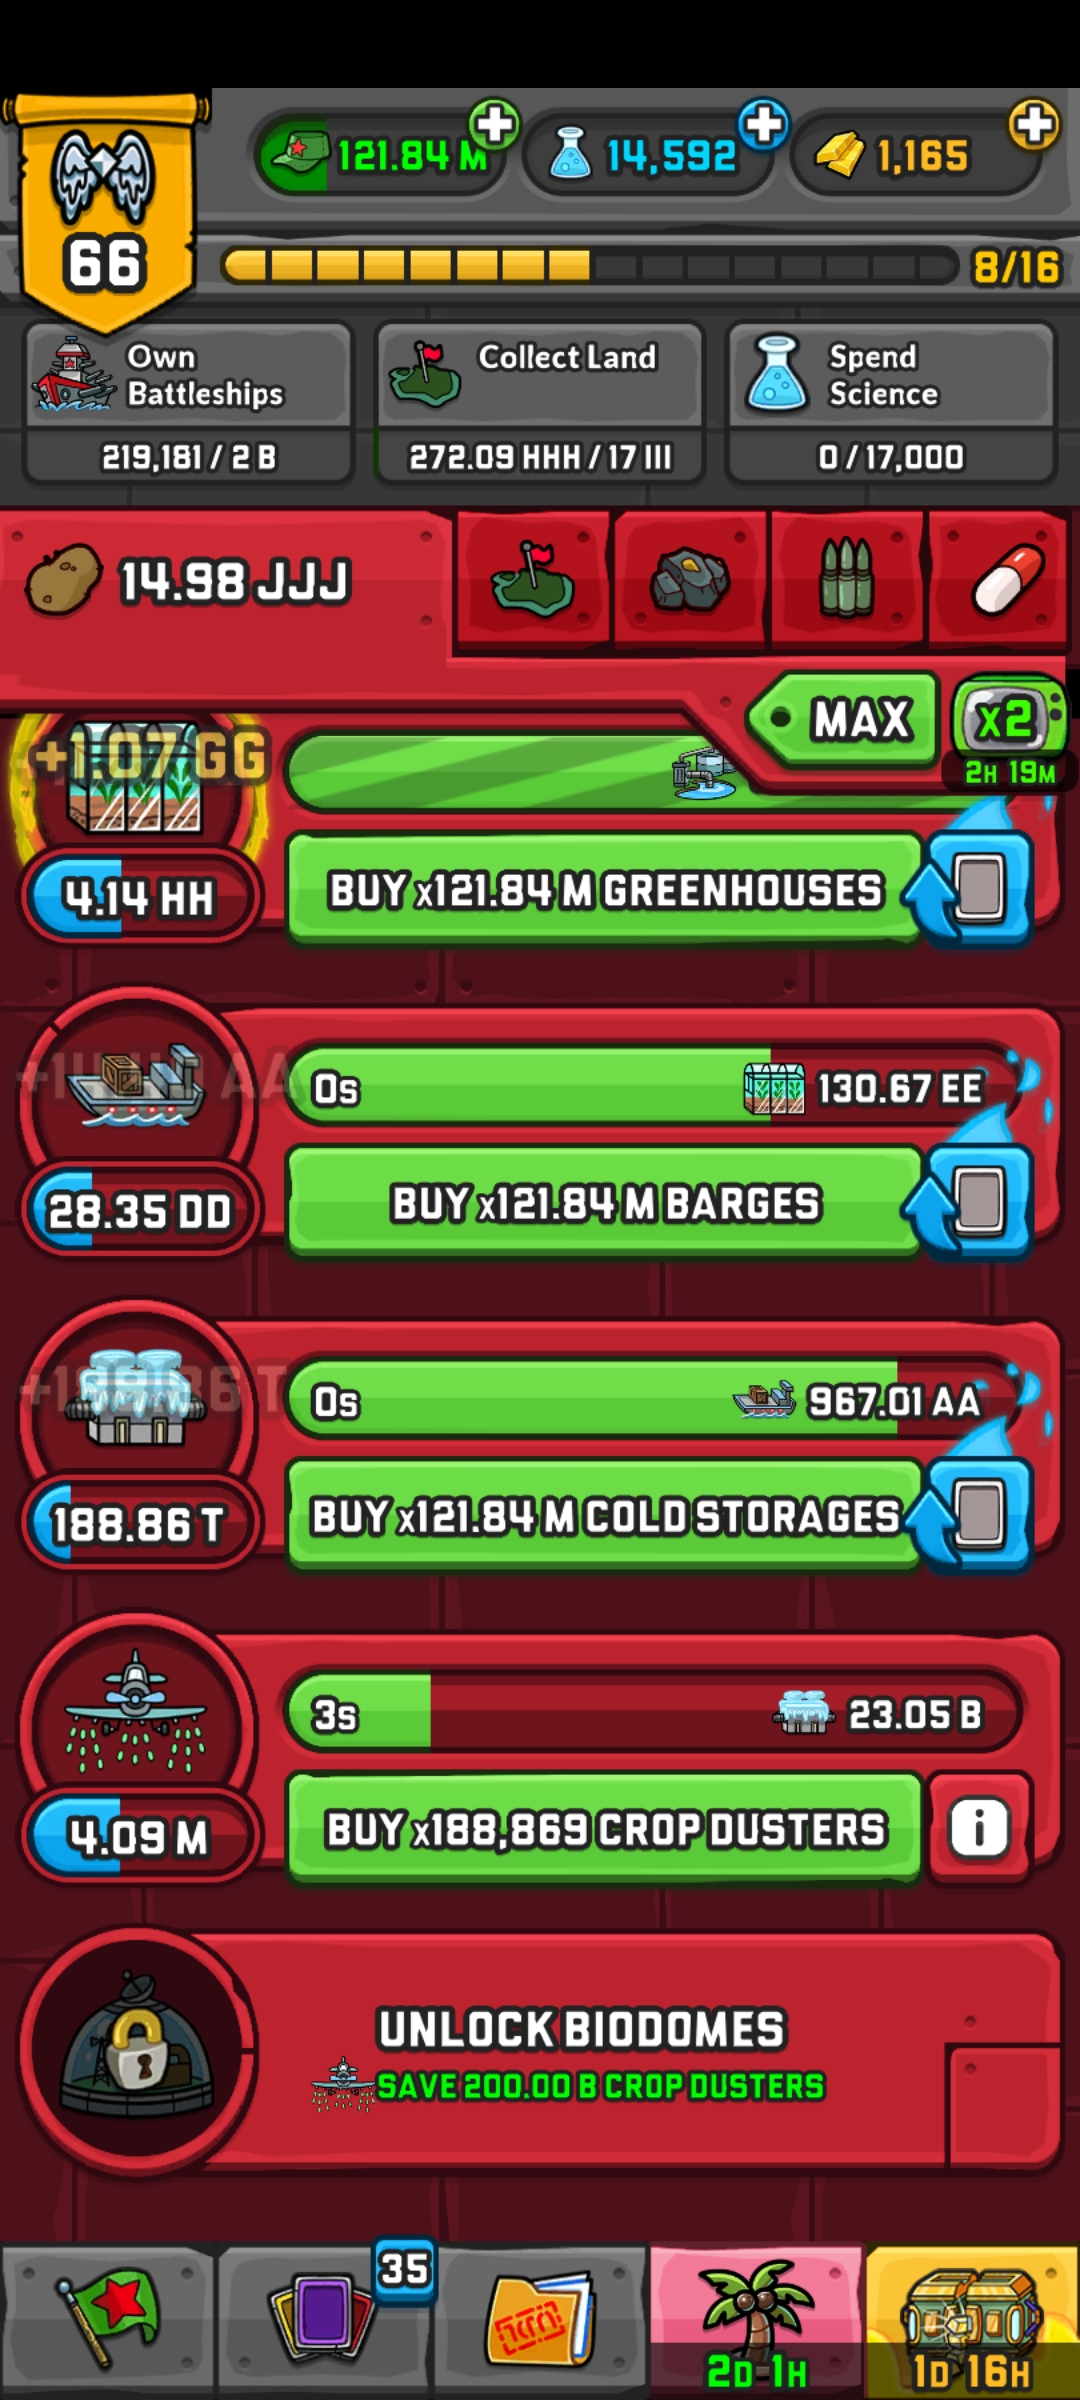 121.84 M
14,592
1,165
66
8/16
Own
Battleships
219,181 / 2 B
Collect Land
272.09 HHH / 17 III
Spend
Science
0 / 17,000
14.98 JJJ
MAX
x2
2H 19M
+1.07 GG
4.14 HH
BUY x121.84 M GREENHOUSES
0s
130.67 EE
28.35 DD
BUY x121.84 M BARGES
0s
967.01 AA
188.86 T
BUY x121.84 M COLD STORAGES
3s
23.05 B
4.09 M
BUY x188,869 CROP DUSTERS
i
UNLOCK BIODOMES
SAVE 200.00 B CROP DUSTERS
35
2D 1H
1D 16H